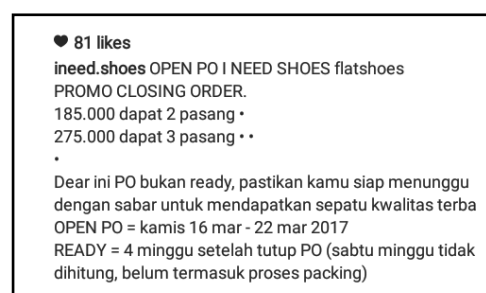 81 likes
ineed.shoes OPEN PO I NEED SHOES flatshoes
PROMO CLOSING ORDER.
185.000 dapat 2 pasang •
275.000 dapat 3 pasang • •
•
Dear ini PO bukan ready, pastikan kamu siap menunggu
dengan sabar untuk mendapatkan sepatu kwalitas terba
OPEN PO = kamis 16 mar - 22 mar 2017
READY = 4 minggu setelah tutup PO (sabtu minggu tidak
dihitung, belum termasuk proses packing)